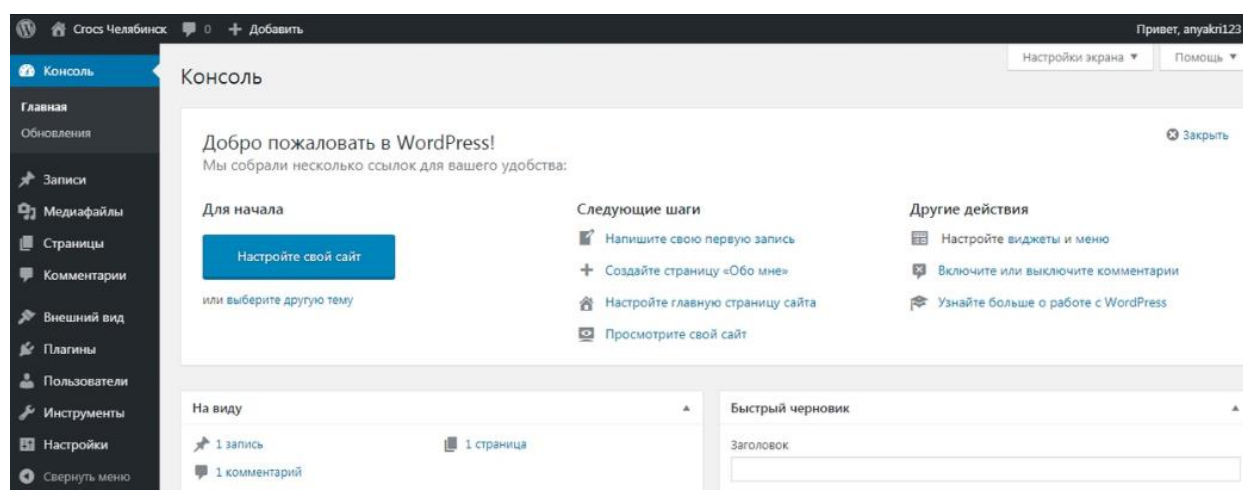 Crocs Челябинск 0 Добавить Привет, anyakri123
Консоль
Главная
Обновления
Записи
Медиафайлы
Страницы
Комментарии
Внешний вид
Плагины
Пользователи
Инструменты
Настройки
Свернуть меню
Настройки экрана Помощь
Консоль
Добро пожаловать в WordPress!
Закрыть
Мы собрали несколько ссылок для вашего удобства:
Для начала
Настройте свой сайт
или выберите другую тему
Следующие шаги
Напишите свою первую запись
Создайте страницу «Обо мне»
Настройте главную страницу сайта
Просмотрите свой сайт
Другие действия
Настройте виджеты и меню
Включите или выключите комментарии
Узнайте больше о работе с WordPress
На виду
1 запись 1 страница
1 комментарий
Быстрый черновик
Заголовок